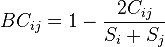 BC_{ij} = 1 - \frac{2C_{ij}}{S_i + S_j}